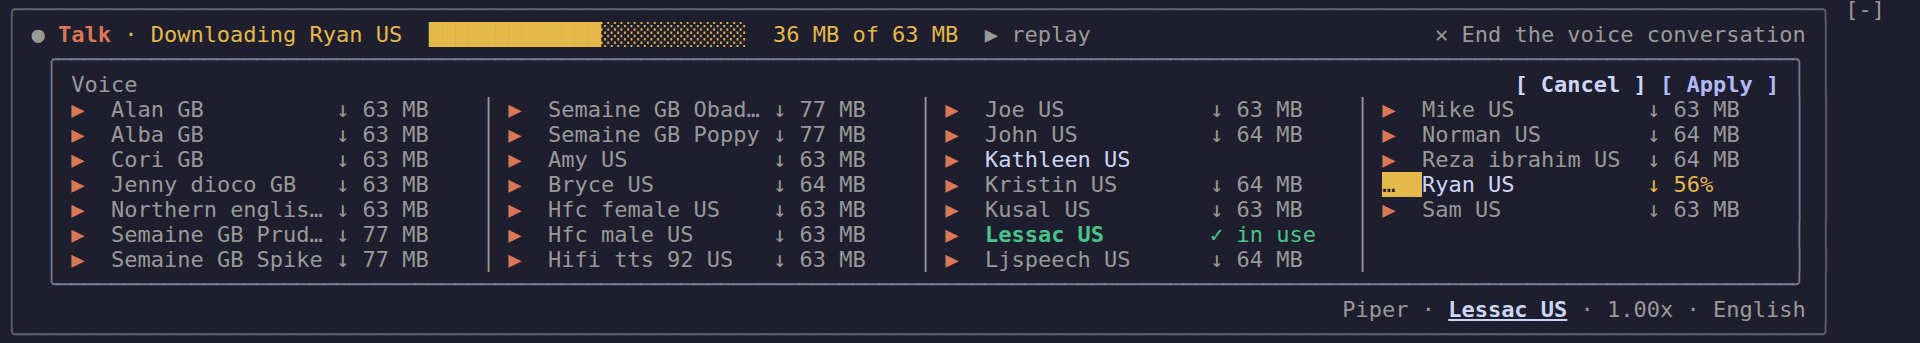 [-]
● Talk · Downloading Ryan US 36 MB of 63 MB ▶ replay × End the voice conversation
Voice [ Cancel ] [ Apply ]
▶ Alan GB ↓ 63 MB │ ▶ Semaine GB Obad… ↓ 77 MB │ ▶ Joe US ↓ 63 MB │ ▶ Mike US ↓ 63 MB
▶ Alba GB ↓ 63 MB │ ▶ Semaine GB Poppy ↓ 77 MB │ ▶ John US ↓ 64 MB │ ▶ Norman US ↓ 64 MB
▶ Cori GB ↓ 63 MB │ ▶ Amy US ↓ 63 MB │ ▶ Kathleen US │ ▶ Reza ibrahim US ↓ 64 MB
▶ Jenny dioco GB ↓ 63 MB │ ▶ Bryce US ↓ 64 MB │ ▶ Kristin US ↓ 64 MB │ … Ryan US ↓ 56%
▶ Northern englis… ↓ 63 MB │ ▶ Hfc female US ↓ 63 MB │ ▶ Kusal US ↓ 63 MB │ ▶ Sam US ↓ 63 MB
▶ Semaine GB Prud… ↓ 77 MB │ ▶ Hfc male US ↓ 63 MB │ ▶ Lessac US ✓ in use │
▶ Semaine GB Spike ↓ 77 MB │ ▶ Hifi tts 92 US ↓ 63 MB │ ▶ Ljspeech US ↓ 64 MB │
Piper · Lessac US · 1.00x · English